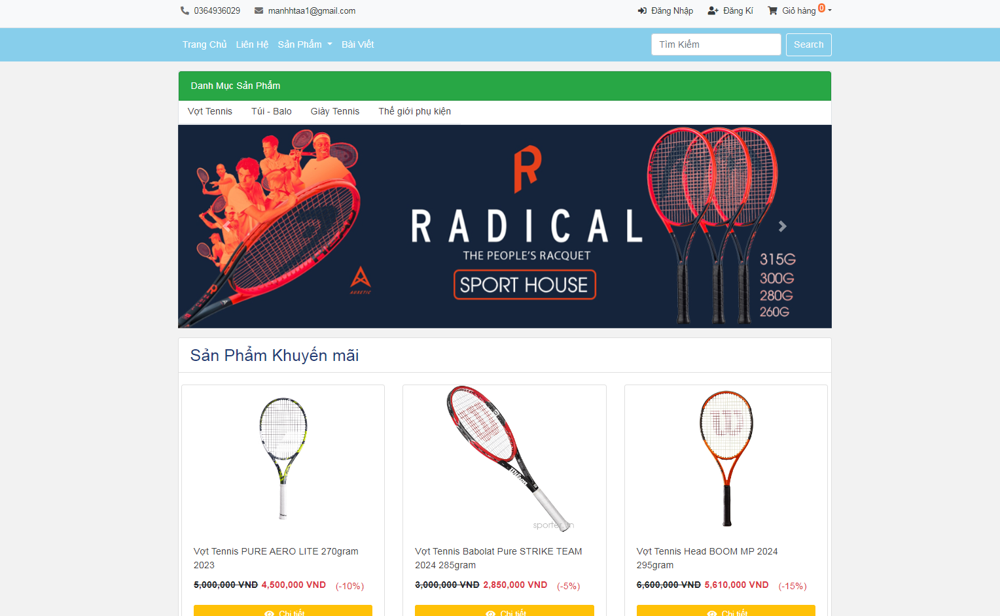 0364936029 manhhtaa1@gmail.com Đăng Nhập Đăng Kí Giỏ hàng 0
Trang Chủ Liên Hệ Sản Phẩm Bài Viết Tìm Kiếm Search
Danh Mục Sản Phẩm
Vợt Tennis Túi - Balo Giày Tennis Thế giới phụ kiện
RADICAL
THE PEOPLE'S RACQUET
SPORT HOUSE
AUXETIC
315G
300G
280G
260G
Sản Phẩm Khuyến mãi
Wilson
sporter.vn
Vợt Tennis PURE AERO LITE 270gram
2023
5,000,000 VND 4,500,000 VND (-10%)
Chi tiết
Vợt Tennis Babolat Pure STRIKE TEAM
2024 285gram
3,000,000 VND 2,850,000 VND (-5%)
Chi tiết
Vợt Tennis Head BOOM MP 2024
295gram
6,600,000 VND 5,610,000 VND (-15%)
Chi tiết